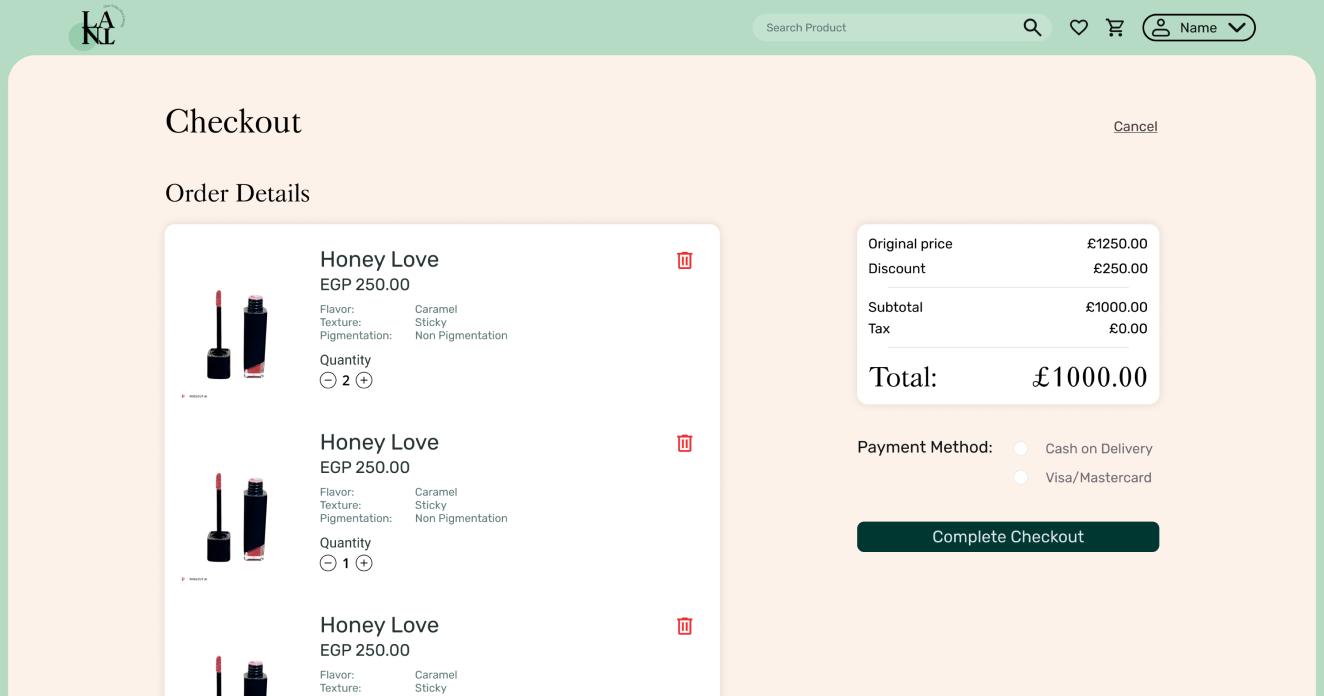 LA
NI
Search Product
Name
Checkout
Cancel
Order Details
Honey Love
EGP 250.00
Flavor: Caramel
Texture: Sticky
Pigmentation: Non Pigmentation
Quantity
2
Honey Love
EGP 250.00
Flavor: Caramel
Texture: Sticky
Pigmentation: Non Pigmentation
Quantity
1
Honey Love
EGP 250.00
Flavor: Caramel
Texture: Sticky
Original price £1250.00
Discount £250.00
Subtotal £1000.00
Tax £0.00
Total: £1000.00
Payment Method: Cash on Delivery
Visa/Mastercard
Complete Checkout